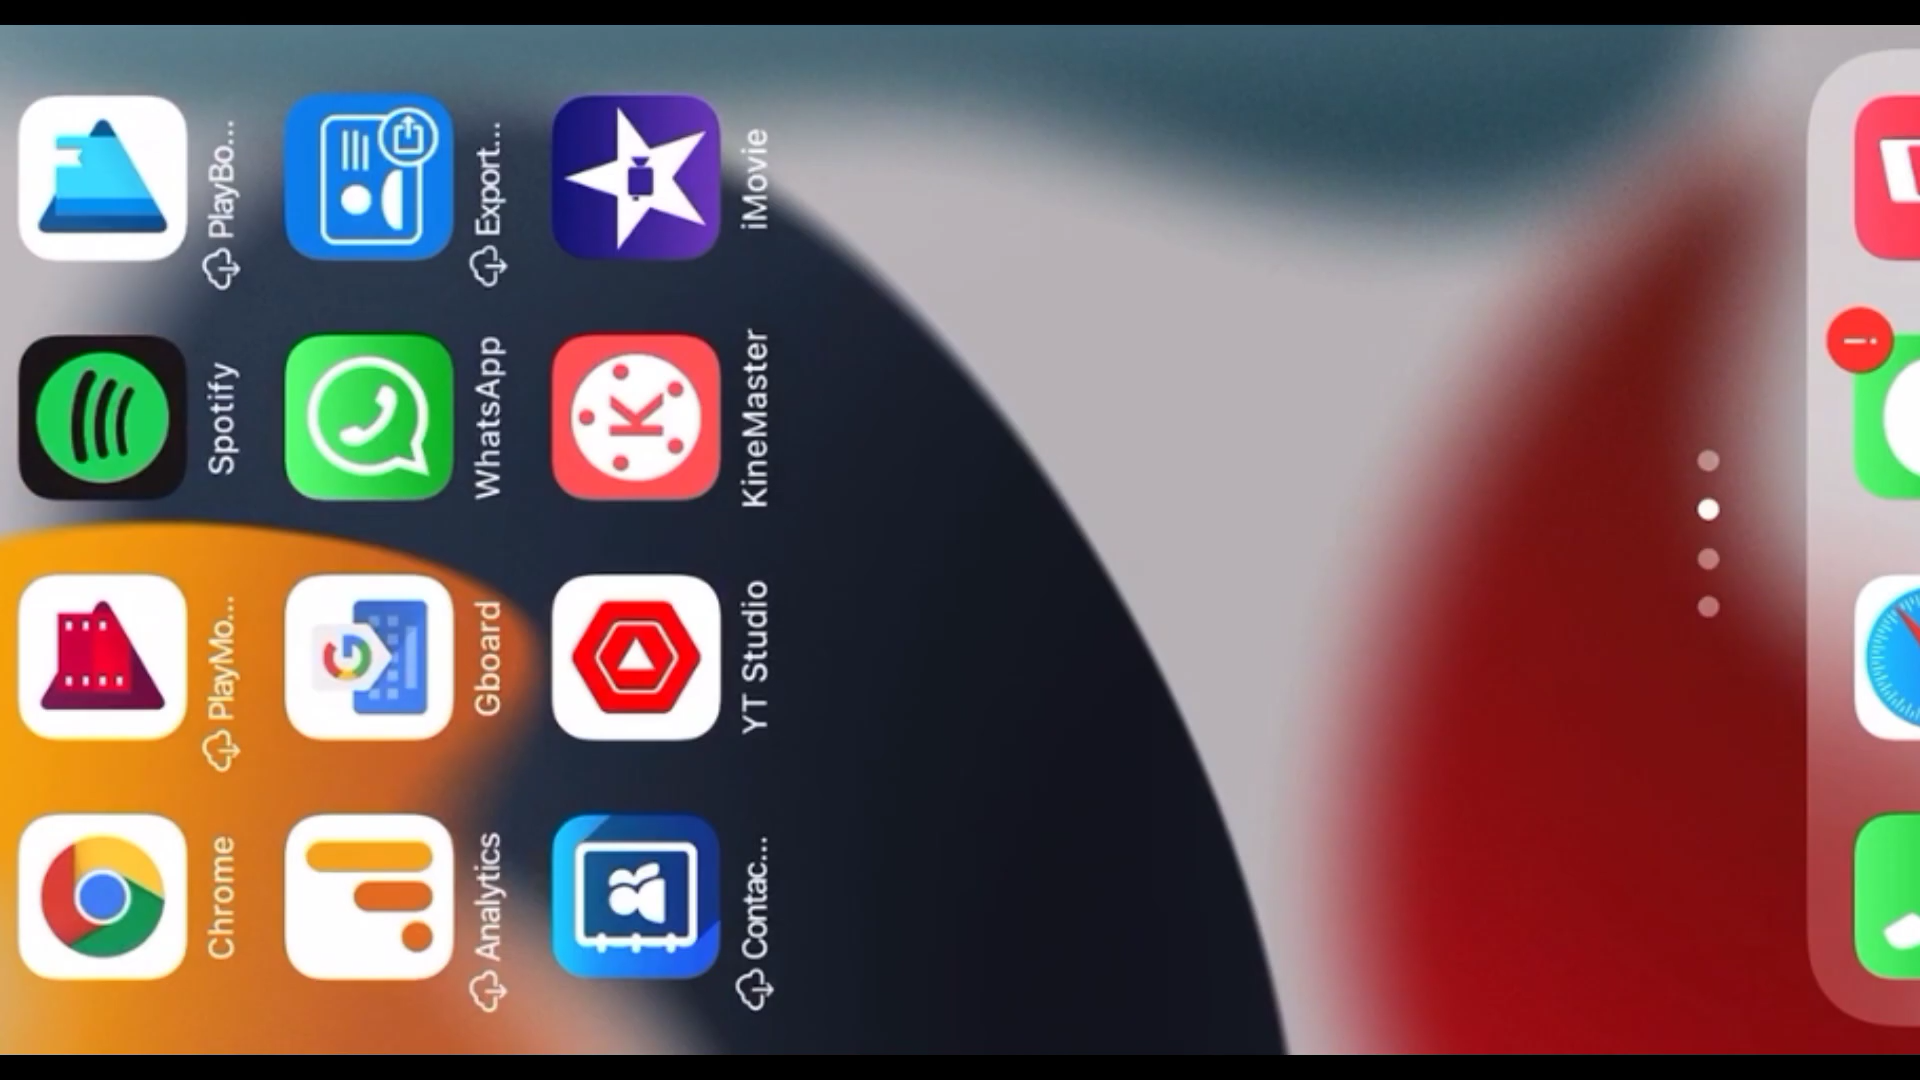 Chrome PlayMo... Spotify PlayBo...
Analytics Gboard WhatsApp Export...
Contac... YT Studio KineMaster iMovie
!